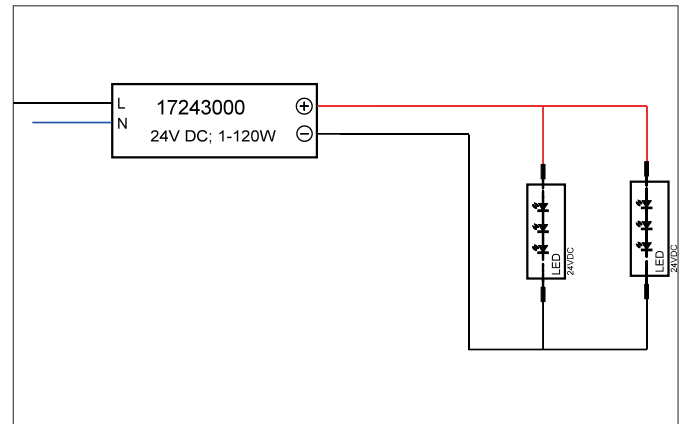 L
17243000
+
N
24V DC; 1-120W
−
LED
24VDC
LED
24VDC